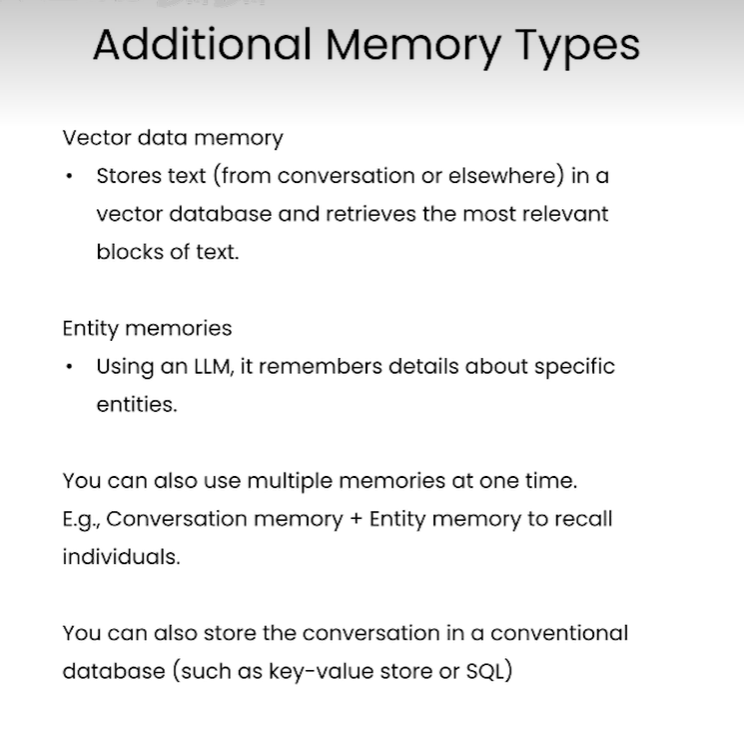 Additional Memory Types
Vector data memory
• Stores text (from conversation or elsewhere) in a
vector database and retrieves the most relevant
blocks of text.
Entity memories
• Using an LLM, it remembers details about specific
entities.
You can also use multiple memories at one time.
E.g., Conversation memory + Entity memory to recall
individuals.
You can also store the conversation in a conventional
database (such as key-value store or SQL)